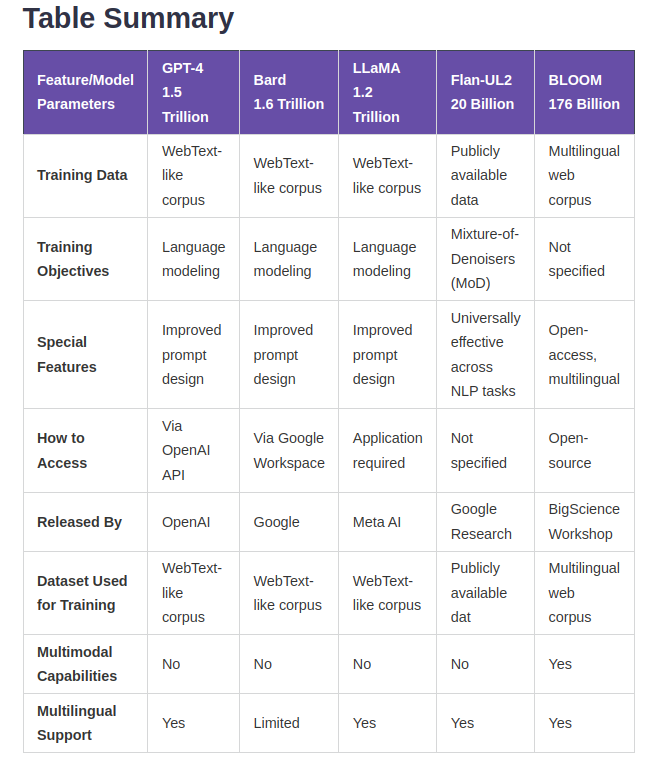 Table Summary
Feature/Model
Parameters
GPT-4
1.5
Trillion
Bard
1.6 Trillion
LLaMA
1.2
Trillion
Flan-UL2
20 Billion
BLOOM
176 Billion
Training Data
WebText-
like
corpus
WebText-
like corpus
WebText-
like corpus
Publicly
available
data
Multilingual
web
corpus
Training
Objectives
Language
modeling
Language
modeling
Language
modeling
Mixture-of-
Denoisers
(MoD)
Not
specified
Special
Features
Improved
prompt
design
Improved
prompt
design
Improved
prompt
design
Universally
effective
across
NLP tasks
Open-
access,
multilingual
How to
Access
Via
OpenAI
API
Via Google
Workspace
Application
required
Not
specified
Open-
source
Released By
OpenAI
Google
Meta AI
Google
Research
BigScience
Workshop
Dataset Used
for Training
WebText-
like
corpus
WebText-
like corpus
WebText-
like corpus
Publicly
available
dat
Multilingual
web
corpus
Multimodal
Capabilities
No
No
No
No
Yes
Multilingual
Support
Yes
Limited
Yes
Yes
Yes